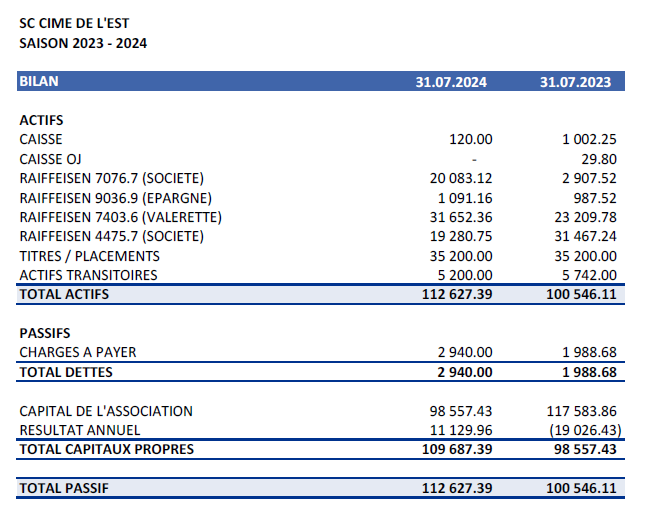 SC CIME DE L'EST
SAISON 2023 - 2024
BILAN 31.07.2024 31.07.2023
ACTIFS
CAISSE 120.00 1 002.25
CAISSE OJ - 29.80
RAIFFEISEN 7076.7 (SOCIETE) 20 083.12 2 907.52
RAIFFEISEN 9036.9 (EPARGNE) 1 091.16 987.52
RAIFFEISEN 7403.6 (VALERETTE) 31 652.36 23 209.78
RAIFFEISEN 4475.7 (SOCIETE) 19 280.75 31 467.24
TITRES / PLACEMENTS 35 200.00 35 200.00
ACTIFS TRANSITOIRES 5 200.00 5 742.00
TOTAL ACTIFS 112 627.39 100 546.11
PASSIFS
CHARGES A PAYER 2 940.00 1 988.68
TOTAL DETTES 2 940.00 1 988.68
CAPITAL DE L'ASSOCIATION 98 557.43 117 583.86
RESULTAT ANNUEL 11 129.96 (19 026.43)
TOTAL CAPITAUX PROPRES 109 687.39 98 557.43
TOTAL PASSIF 112 627.39 100 546.11